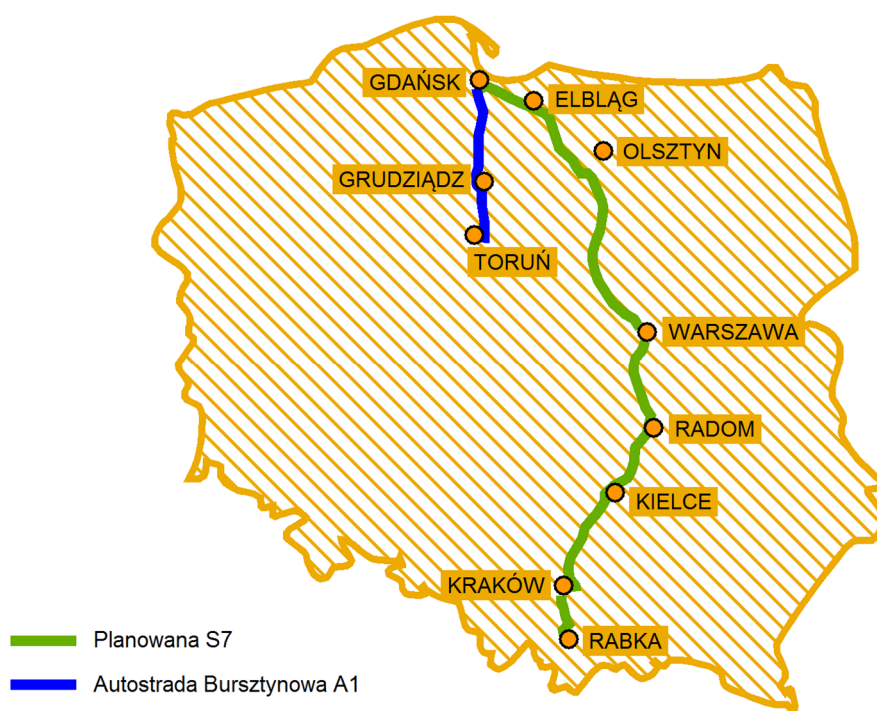 GDAŃSK
ELBLĄG
OLSZTYN
GRUDZIĄDZ
TORUŃ
WARSZAWA
RADOM
KIELCE
KRAKÓW
RABKA
Planowana S7
Autostrada Bursztynowa A1